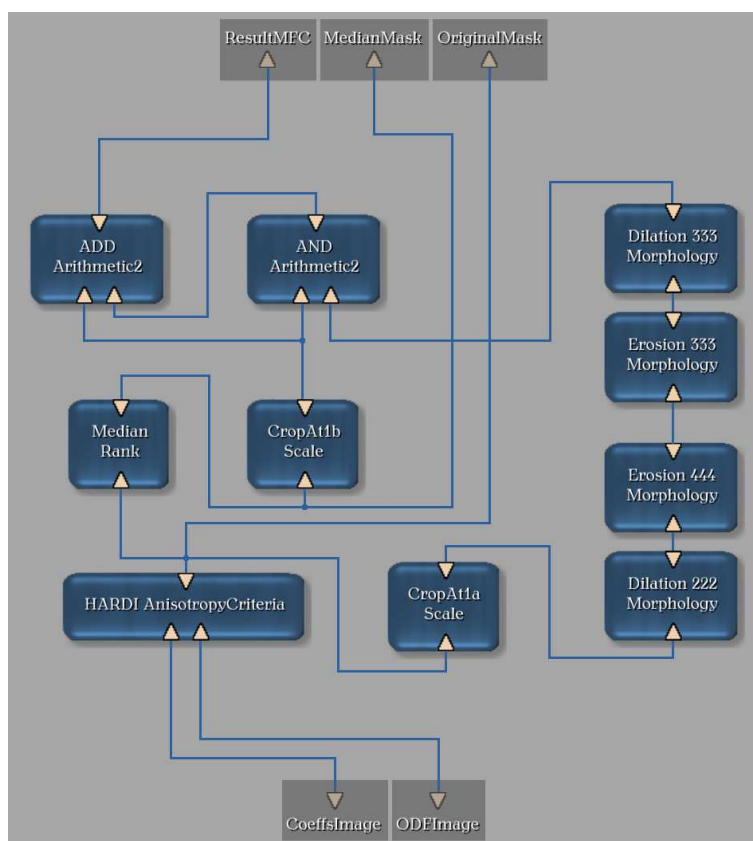 ResultMFC MedianMask OriginalMask
ADD
Arithmetic2
AND
Arithmetic2
Dilation 333
Morphology
Erosion 333
Morphology
Median
Rank
CropAt1b
Scale
Erosion 444
Morphology
HARDI AnisotropyCriteria
CropAt1a
Scale
Dilation 222
Morphology
CoeffsImage ODFImage